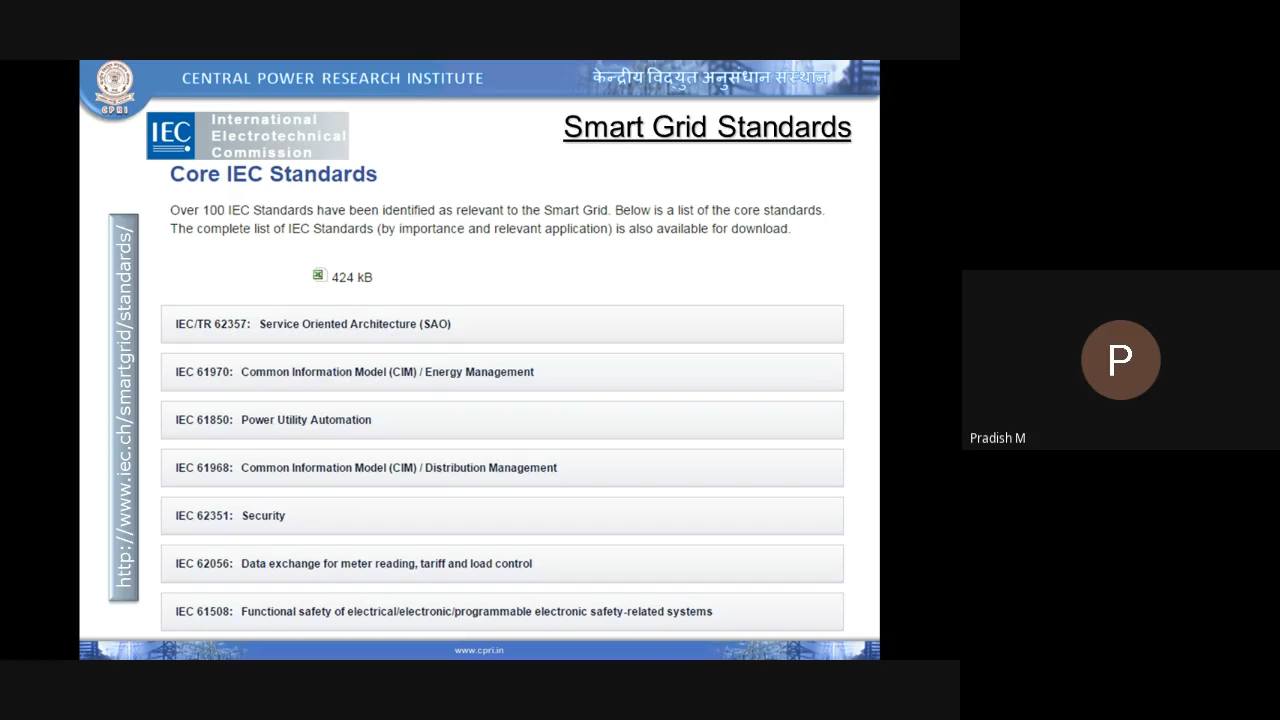 CENTRAL POWER RESEARCH INSTITUTE
केन्द्रीय विद्युत अनुसंधान संस्थान
CPRI
IEC
International
Electrotechnical
Commission
Smart Grid Standards
Core IEC Standards
Over 100 IEC Standards have been identified as relevant to the Smart Grid. Below is a list of the core standards.
The complete list of IEC Standards (by importance and relevant application) is also available for download.
424 kB
http://www.iec.ch/smartgrid/standards/
IEC/TR 62357: Service Oriented Architecture (SAO)
IEC 61970: Common Information Model (CIM) / Energy Management
IEC 61850: Power Utility Automation
IEC 61968: Common Information Model (CIM) / Distribution Management
IEC 62351: Security
IEC 62056: Data exchange for meter reading, tariff and load control
IEC 61508: Functional safety of electrical/electronic/programmable electronic safety-related systems
www.cpri.in
P
Pradish M